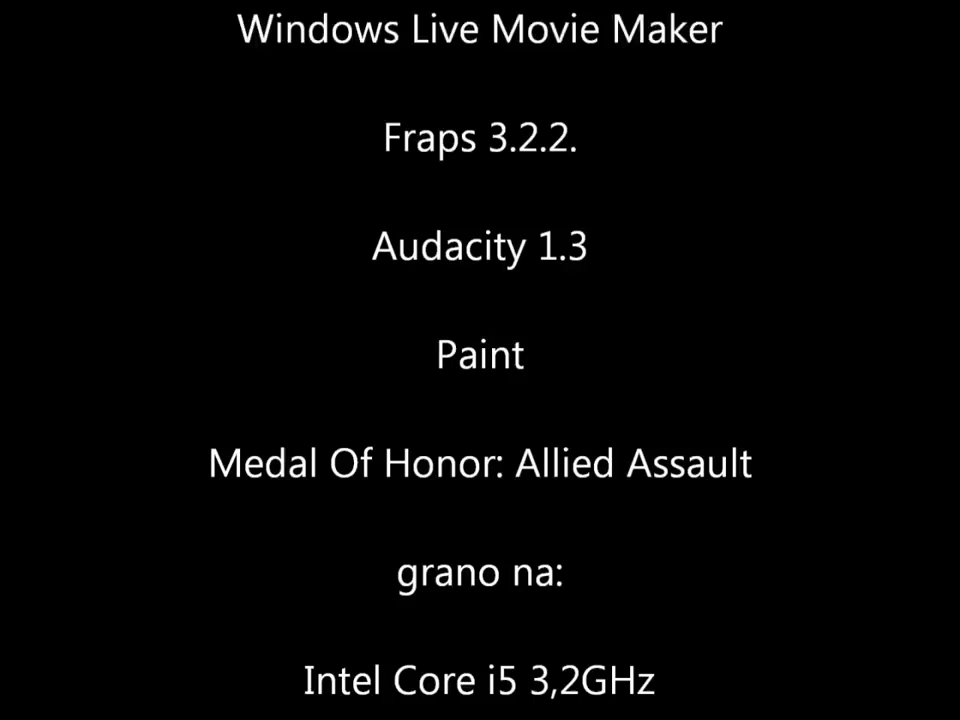 Windows Live Movie Maker
Fraps 3.2.2.
Audacity 1.3
Paint
Medal Of Honor: Allied Assault
grano na:
Intel Core i5 3,2GHz